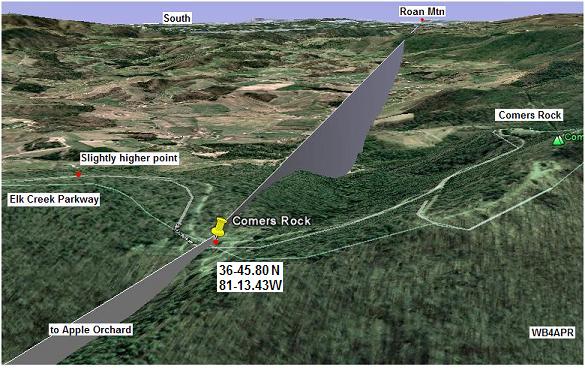 South
Roan Mtn
Comers Rock
Com
Slightly higher point
Elk Creek Parkway
Comers Rock
36-45.80 N
81-13.43W
to Apple Orchard
WB4APR